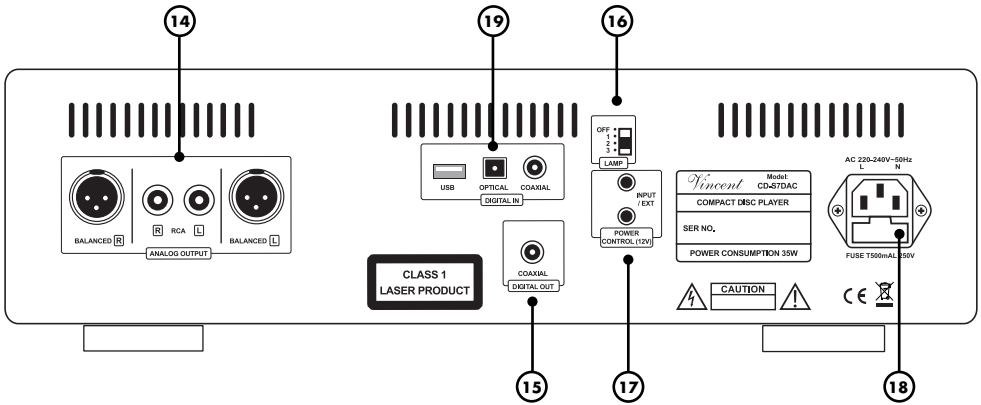 14
19
16
OFF
1
2
3
LAMP
AC 220-240V~50Hz
L N
USB OPTICAL COAXIAL
DIGITAL IN
INPUT
/ EXT
POWER
CONTROL (12V)
Vincent Model:
CD-S7DAC
COMPACT DISC PLAYER
SER NO.
POWER CONSUMPTION 35W
R RCA L
BALANCED R BALANCED L
ANALOG OUTPUT
FUSE T500mAL 250V
CLASS 1
LASER PRODUCT
COAXIAL
DIGITAL OUT
CAUTION
CE
15
17
18